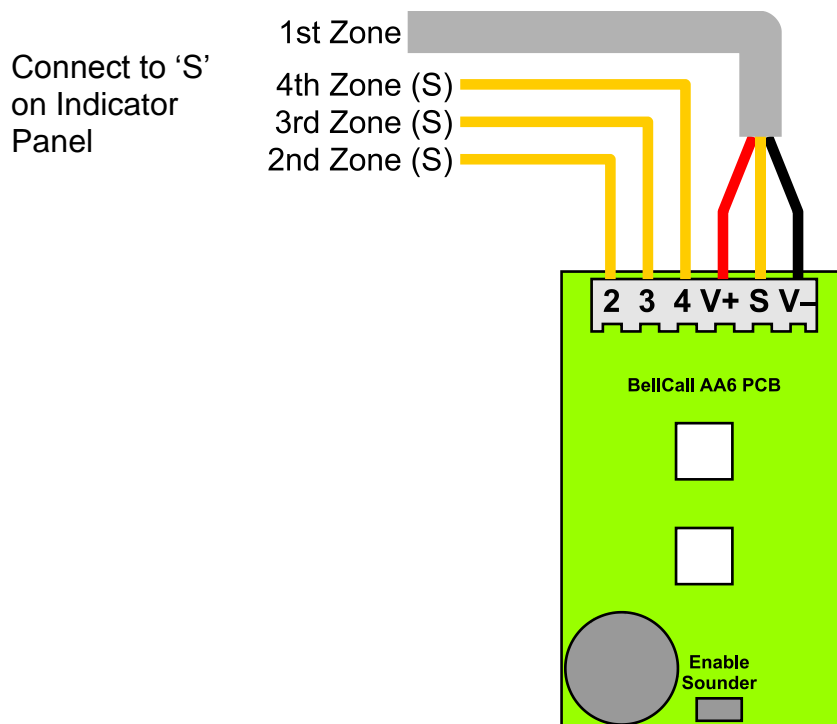 Connect to ‘S’
on Indicator
Panel
1st Zone
4th Zone (S)
3rd Zone (S)
2nd Zone (S)
2 3 4 V+ S V–
BellCall AA6 PCB
Enable
Sounder